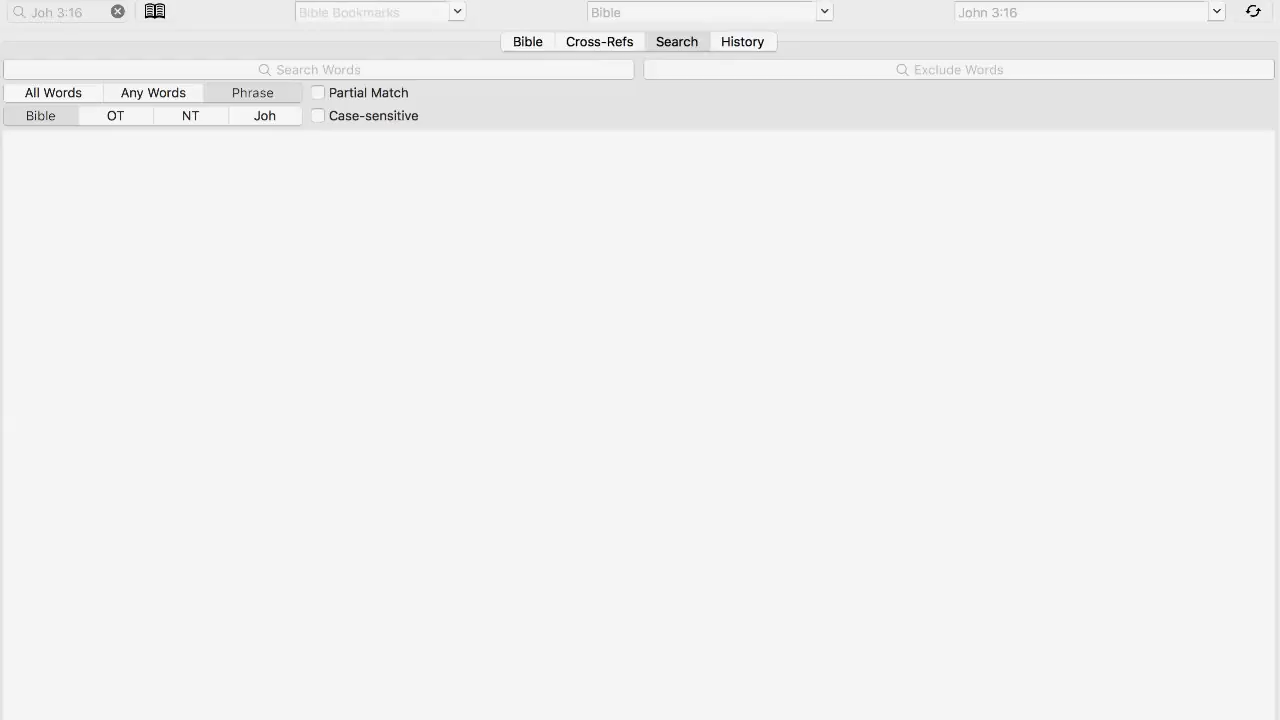 Joh 3:16 Bible Bookmarks Bible John 3:16
Bible Cross-Refs Search History
Search Words Exclude Words
All Words Any Words Phrase Partial Match
Bible OT NT Joh Case-sensitive